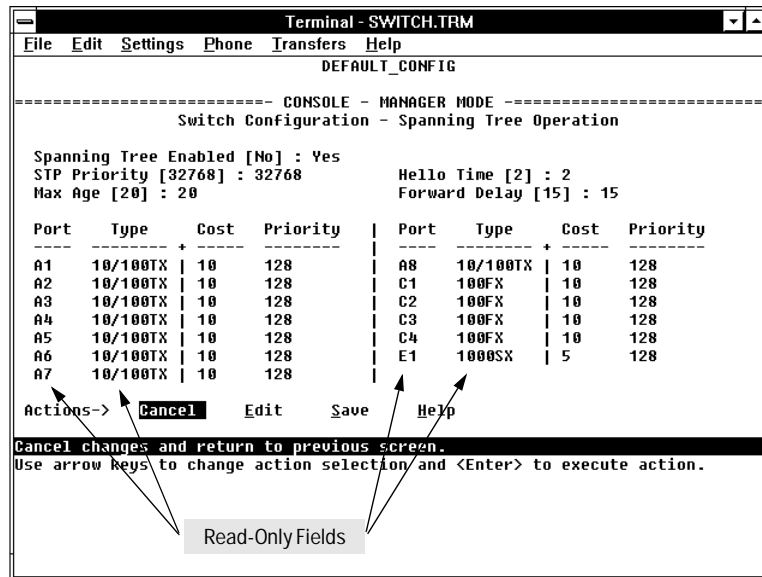 Terminal - SWITCH.TRM
File Edit Settings Phone Transfers Help
DEFAULT_CONFIG
==========================- CONSOLE - MANAGER MODE -==========================
Switch Configuration - Spanning Tree Operation
Spanning Tree Enabled [No] : Yes
STP Priority [32768] : 32768 Hello Time [2] : 2
Max Age [20] : 20 Forward Delay [15] : 15
Port Type Cost Priority | Port Type Cost Priority
---- --------- + ----- -------- | ---- --------- + ----- --------
A1 10/100TX | 10 128 | A8 10/100TX | 10 128
A2 10/100TX | 10 128 | C1 100FX | 10 128
A3 10/100TX | 10 128 | C2 100FX | 10 128
A4 10/100TX | 10 128 | C3 100FX | 10 128
A5 10/100TX | 10 128 | C4 100FX | 10 128
A6 10/100TX | 10 128 | E1 1000SX | 5 128
A7 10/100TX | 10 128 |
Actions-> Cancel Edit Save Help
Cancel changes and return to previous screen.
Use arrow keys to change action selection and <Enter> to execute action.
Read-Only Fields